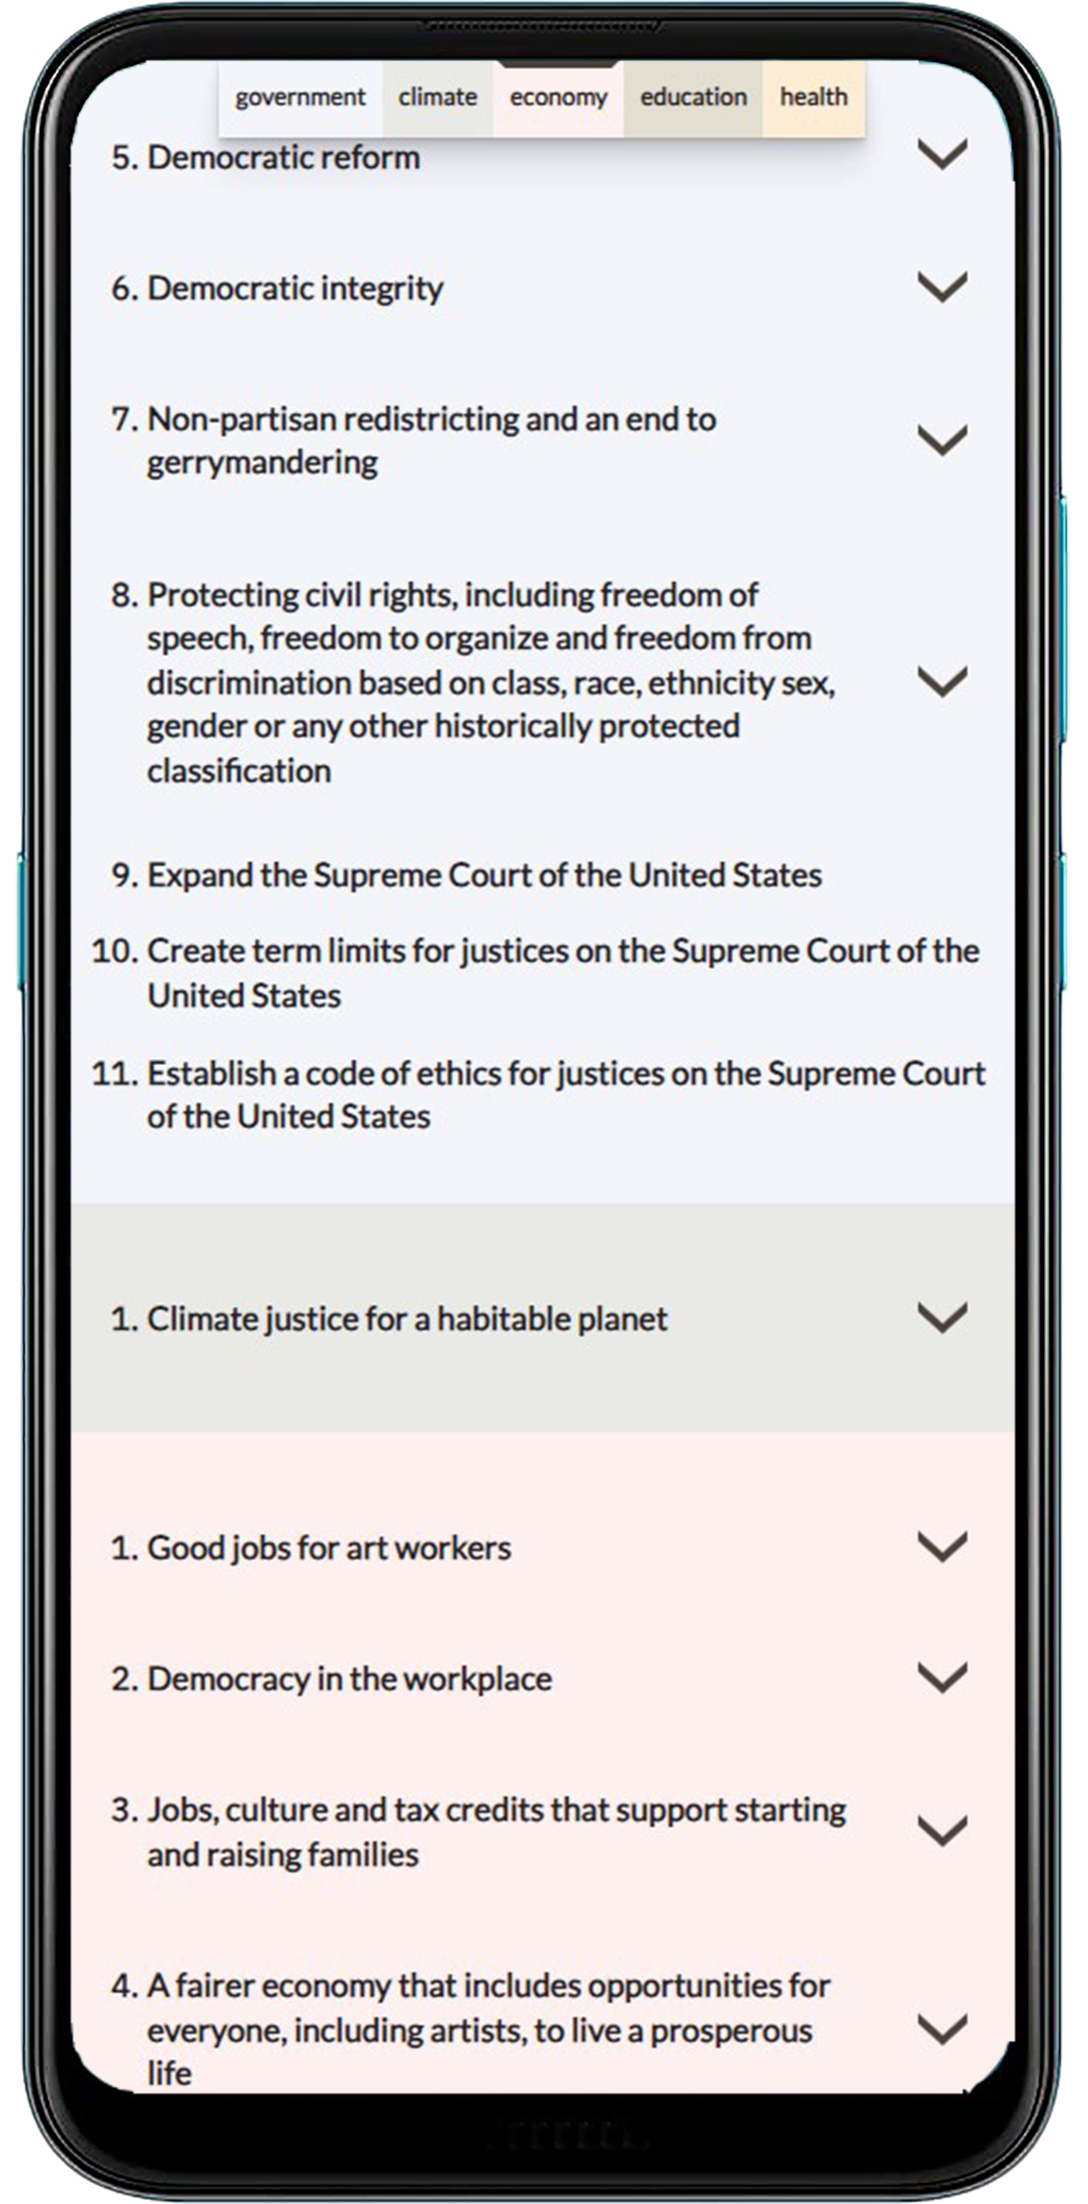 government climate economy education health
5. Democratic reform
6. Democratic integrity
7. Non-partisan redistricting and an end to
gerrymandering
8. Protecting civil rights, including freedom of
speech, freedom to organize and freedom from
discrimination based on class, race, ethnicity sex,
gender or any other historically protected
classification
9. Expand the Supreme Court of the United States
10. Create term limits for justices on the Supreme Court of the
United States
11. Establish a code of ethics for justices on the Supreme Court
of the United States
1. Climate justice for a habitable planet
1. Good jobs for art workers
2. Democracy in the workplace
3. Jobs, culture and tax credits that support starting
and raising families
4. A fairer economy that includes opportunities for
everyone, including artists, to live a prosperous
life